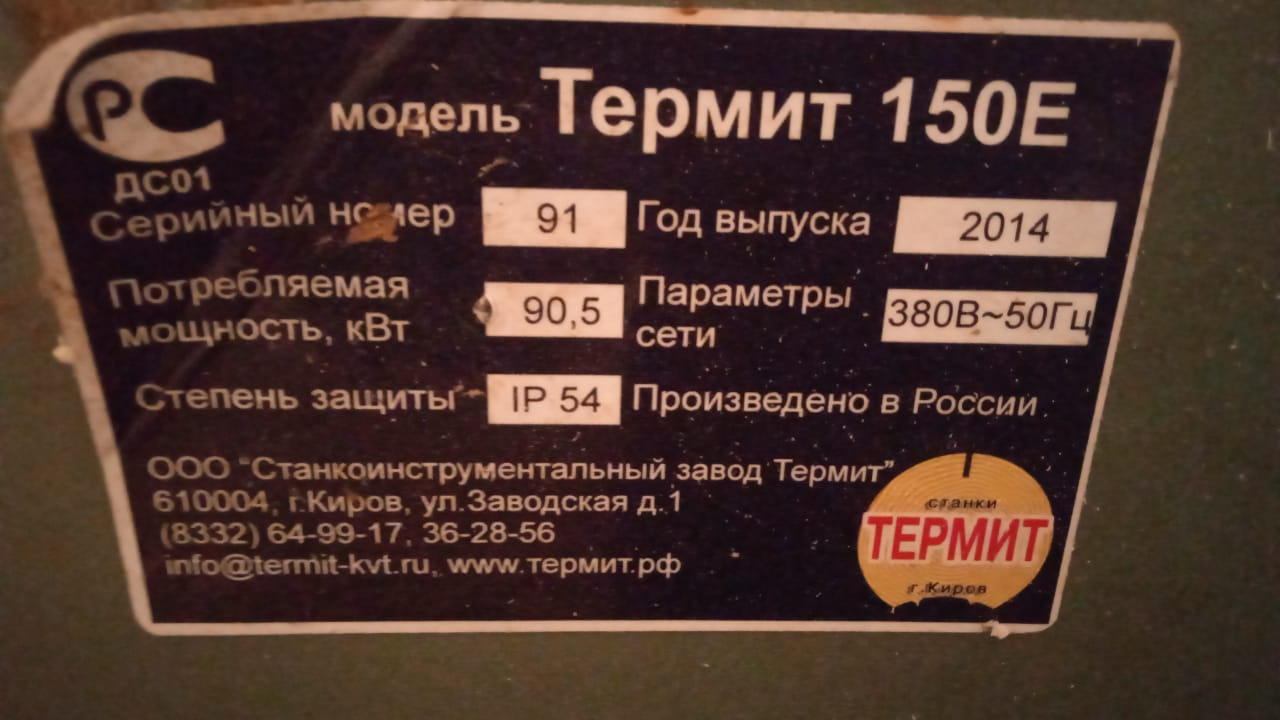 РС
ДС01
модель Термит 150Е
Серийный номер 91 Год выпуска 2014
Потребляемая мощность, кВт 90,5 Параметры сети 380В~50Гц
Степень защиты IP 54 Произведено в России
ООО "Станкоинструментальный завод Термит"
610004, г.Киров, ул.Заводская д.1
(8332) 64-99-17, 36-28-56
info@termit-kvt.ru, www.термит.рф
станки
ТЕРМИТ
г.Киров